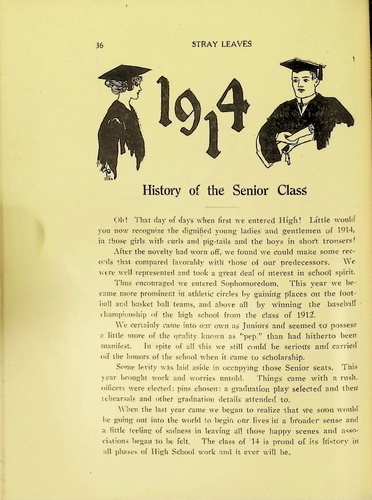 36
STRAY LEAVES
1914
History of the Senior Class
Oh! That day of days when first we entered High! Little would
you now recognize the dignified young ladies and gentlemen of 1914,
in those girls with curls and pig-tails and the boys in short trousers!
After the novelty had worn off, we found we could make some rec-
ords that compared favorably with those of our predecessors. We
were well represented and took a great deal of nterest in school spirit.
Thus encouraged we entered Sophomoredom. This year we be-
came more prominent in athletic circles by gaining places on the foot-
ball and basket ball teams, and above all by winning the baseball
championship of the high school from the class of 1912.
We certainly came into our own as Juniors and seemed to possess
a little more of the quality known as "pep." than had hitherto been
manifest. In spite of all this we still could be serious and carried
off the honors of the school when it came to scholarship.
Some levity was laid aside in occupying those Senior seats. This
year brought work and worries untold. Things came with a rush.
officers were elected; pins chosen; a graduation play selected and then
rehearsals and other graduation details attended to.
When the last year came we began to realize that we soon would
be going out into the world to begin our lives in a broader sense and
a little feeling of sadness in leaving all those happy scenes and asso-
ciations began to be felt. The class of '14 is proud of its history in
all phases of High School work and it ever will be.